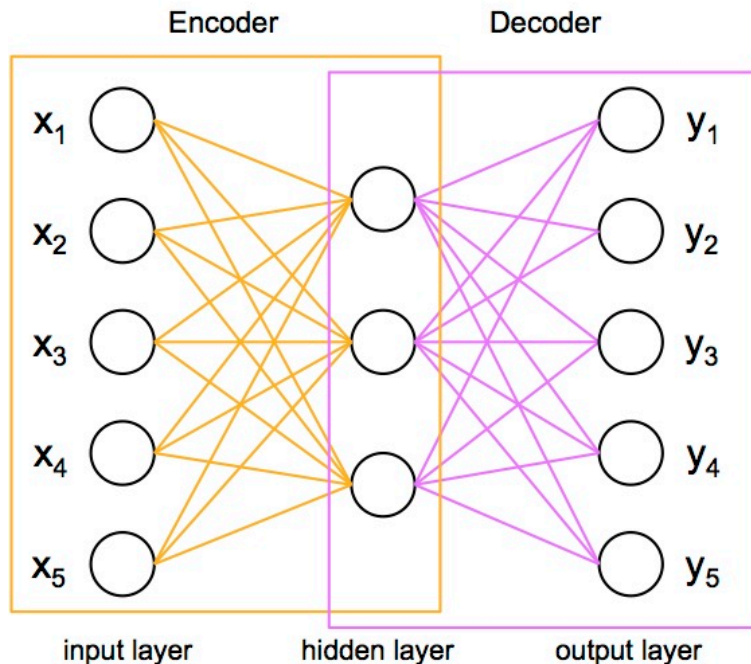 Encoder Decoder
x₁ y₁
x₂ y₂
x₃ y₃
x₄ y₄
x₅ y₅
input layer hidden layer output layer